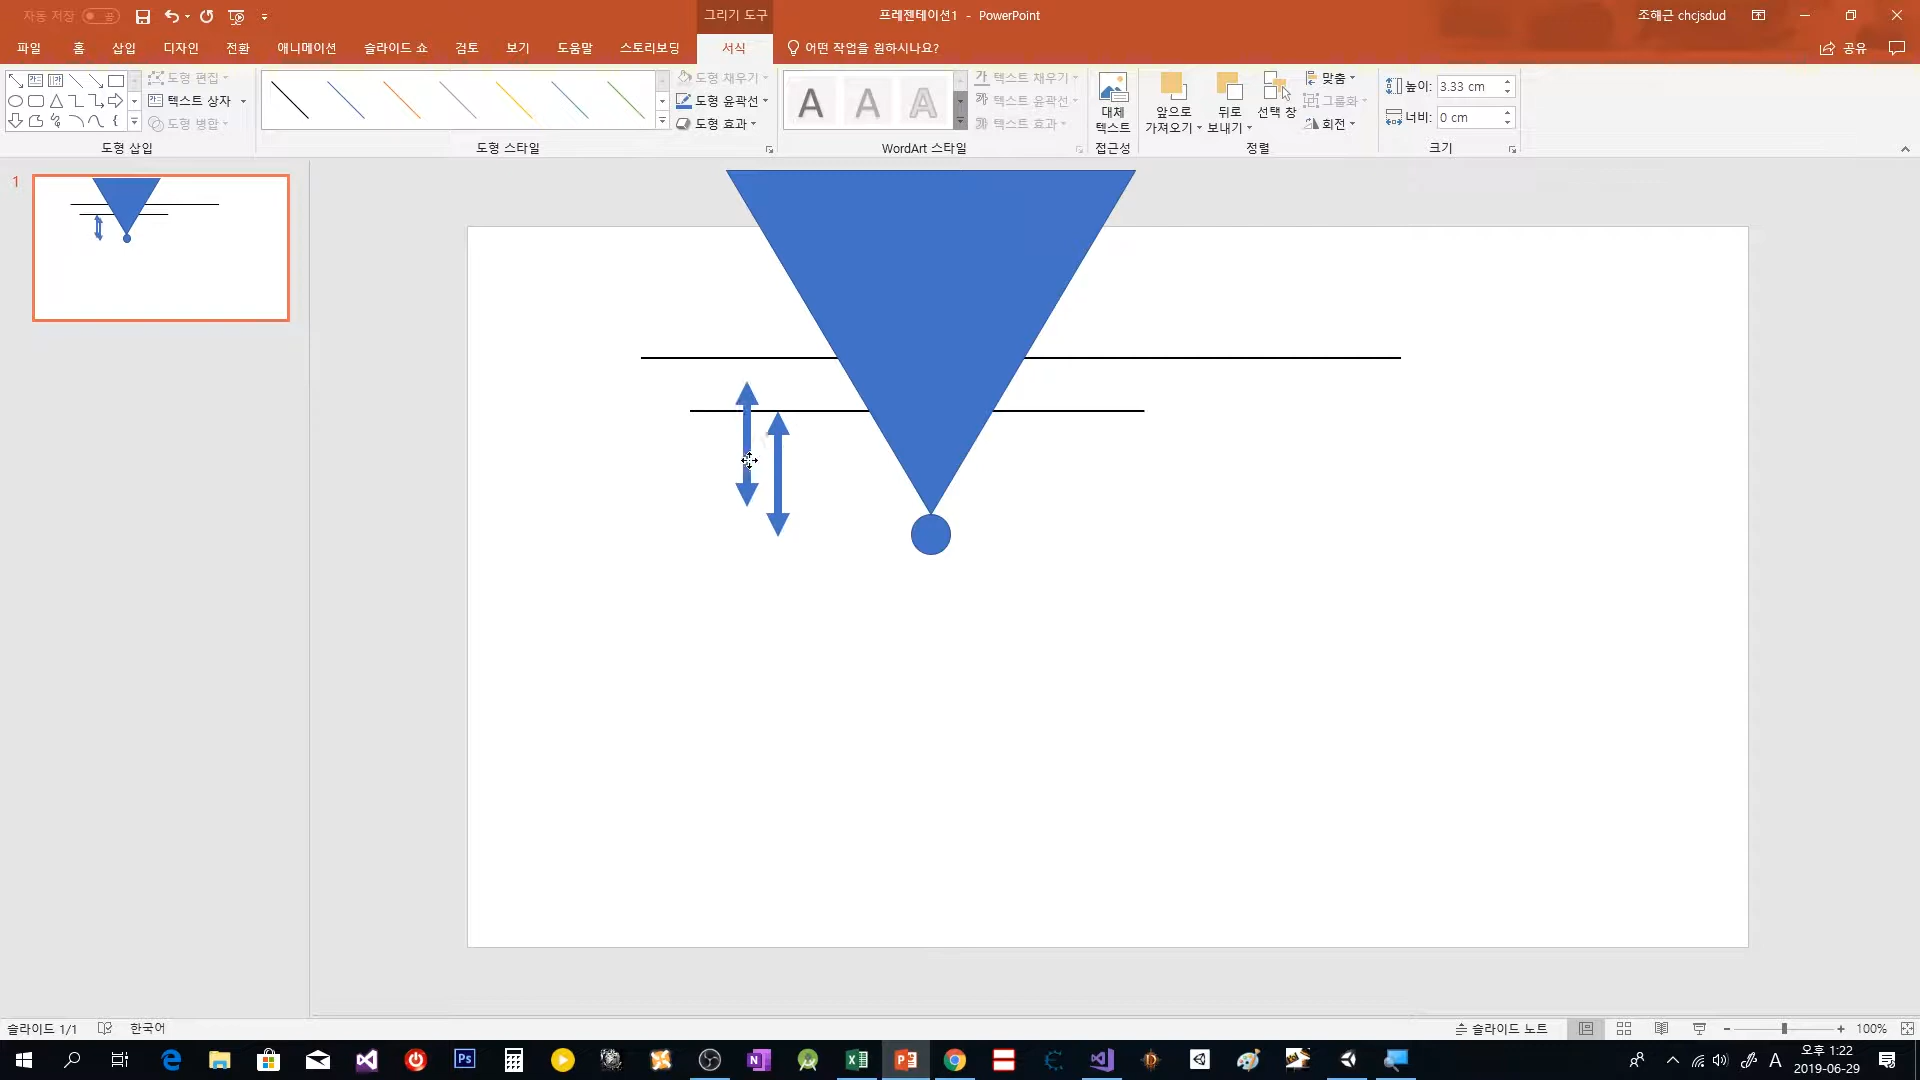 자동 저장 끔
그리기 도구
프레젠테이션1 - PowerPoint
조해근 chcjsdud
파일 홈 삽입 디자인 전환 애니메이션 슬라이드 쇼 검토 보기 도움말 스토리보딩 서식 어떤 작업을 원하시나요? 공유
도형 편집
텍스트 상자
도형 병합
도형 삽입
도형 채우기
도형 윤곽선
도형 효과
도형 스타일
A A A
텍스트 채우기
텍스트 윤곽선
텍스트 효과
WordArt 스타일
대체
텍스트
접근성
앞으로
가져오기
뒤로
보내기
선택 창
맞춤
그룹화
회전
정렬
높이: 3.33 cm
너비: 0 cm
크기
1
슬라이드 1/1 한국어
슬라이드 노트
100%
Ps
A
오후 1:22
2019-06-29